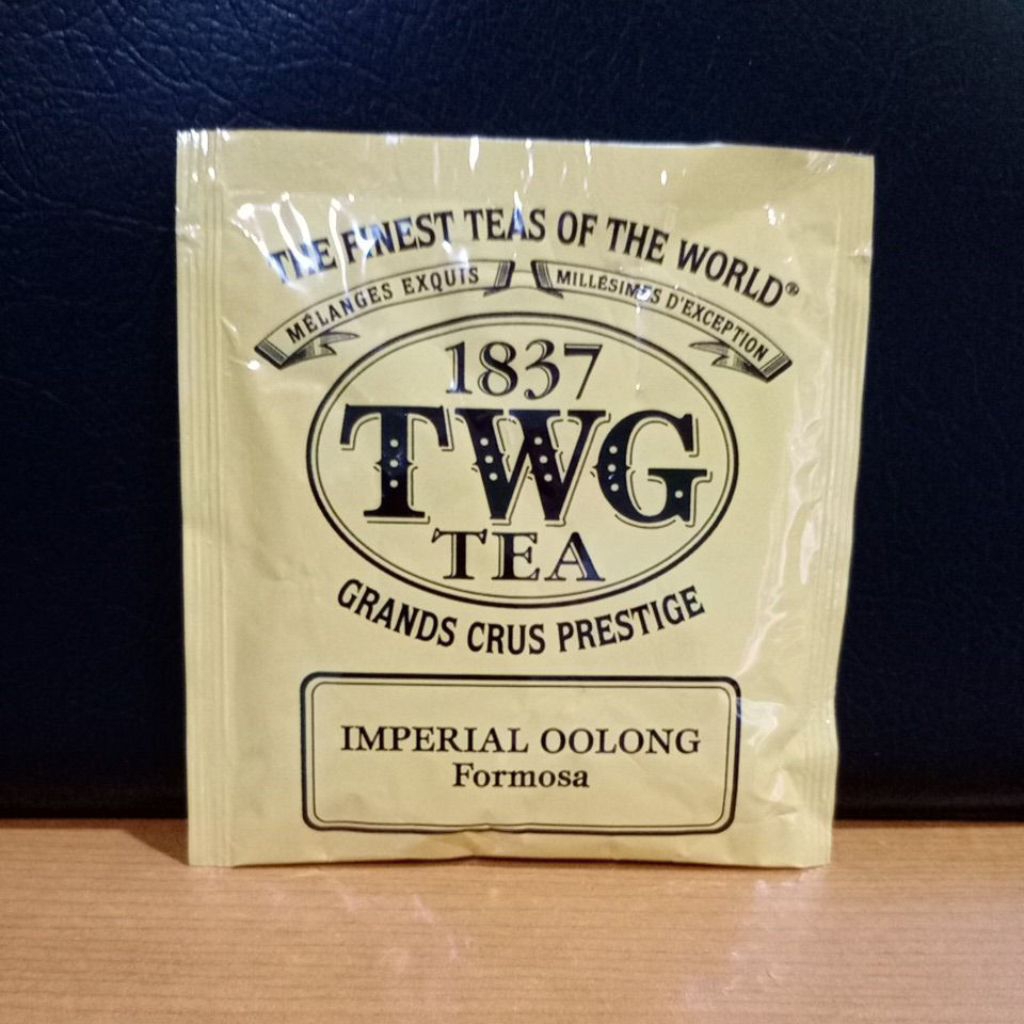 THE FINEST TEAS OF THE WORLD®
MÉLANGES EXQUIS MILLÉSIMES D'EXCEPTION
1837
TWG
TEA
GRANDS CRUS PRESTIGE
IMPERIAL OOLONG
Formosa